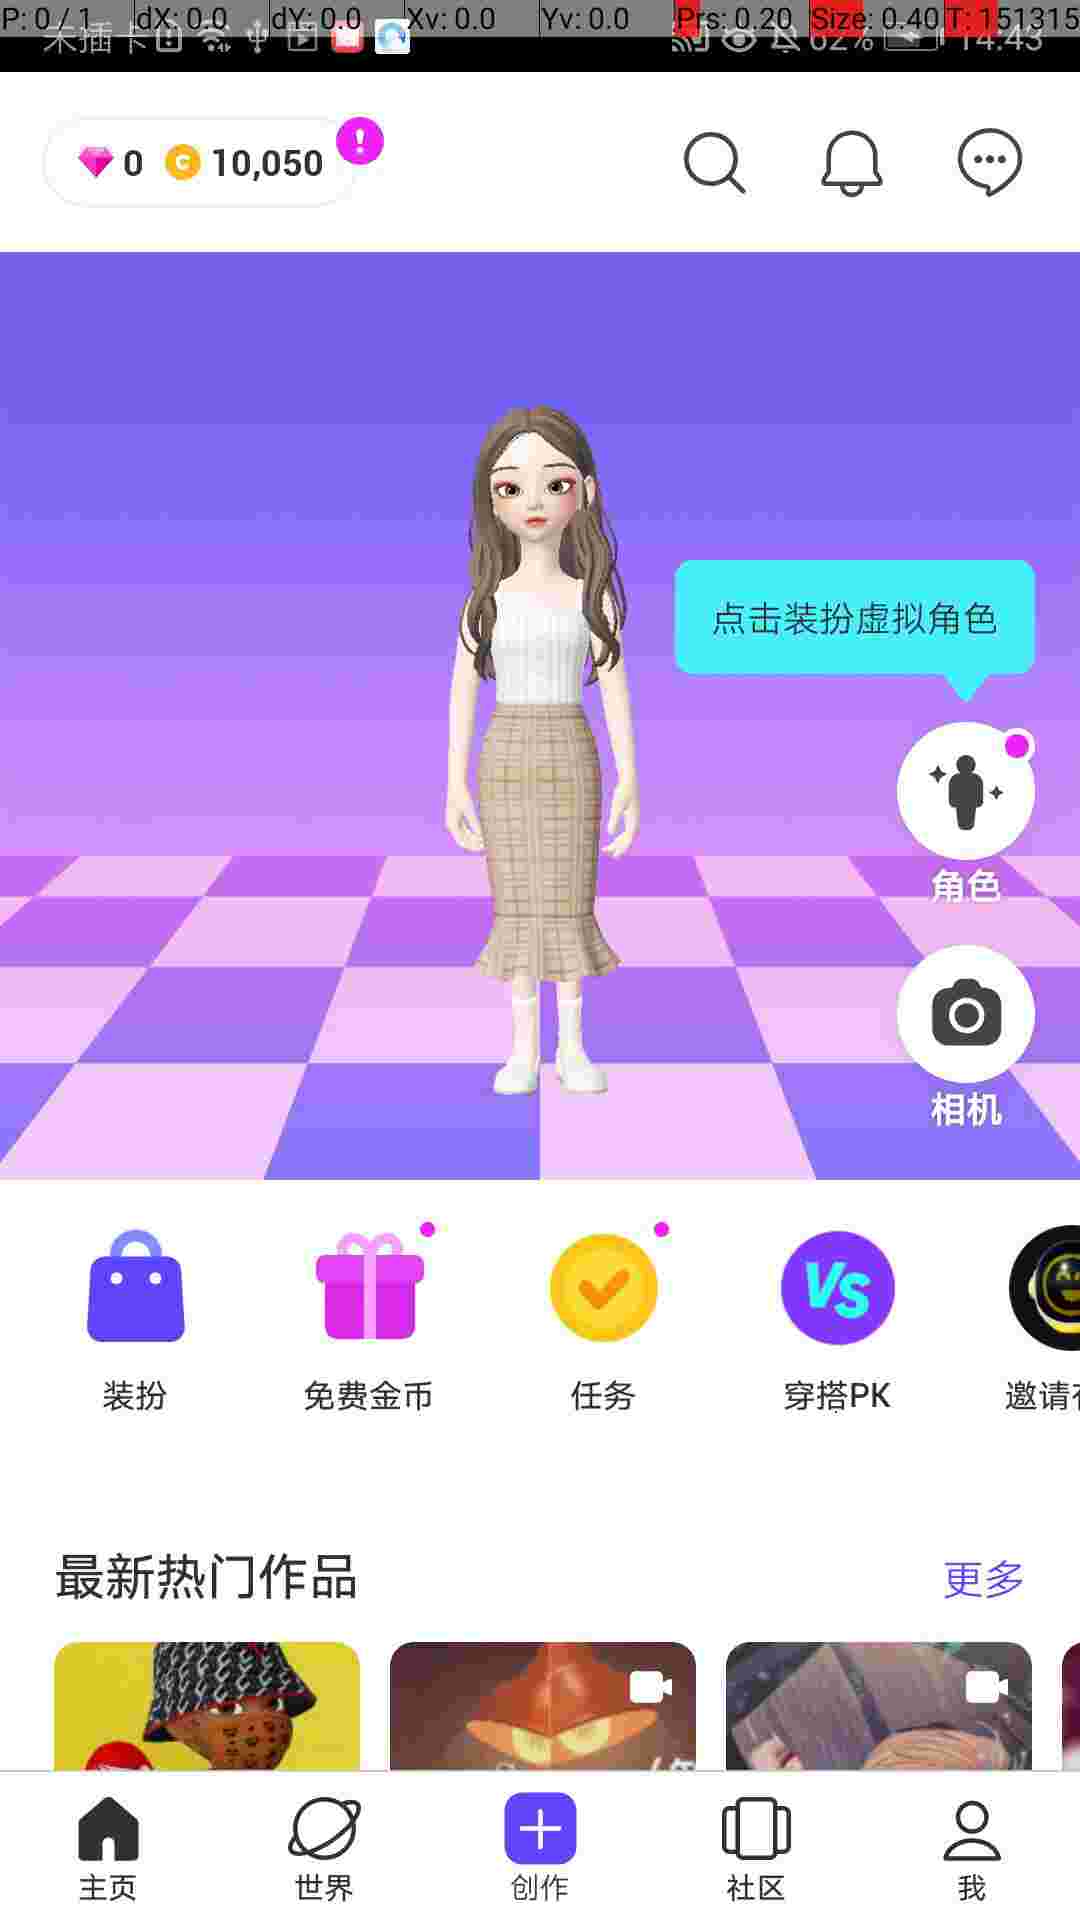 P: 0 / 1 dX: 0.0 dY: 0.0 Xv: 0.0 Yv: 0.0 Prs: 0.20 Size: 0.40 T: 151315
未插卡 62% 14:43
0 C 10,050 !
点击装扮虚拟角色
角色
相机
VS
装扮 免费金币 任务 穿搭PK 邀请
最新热门作品 更多
主页 世界 创作 社区 我